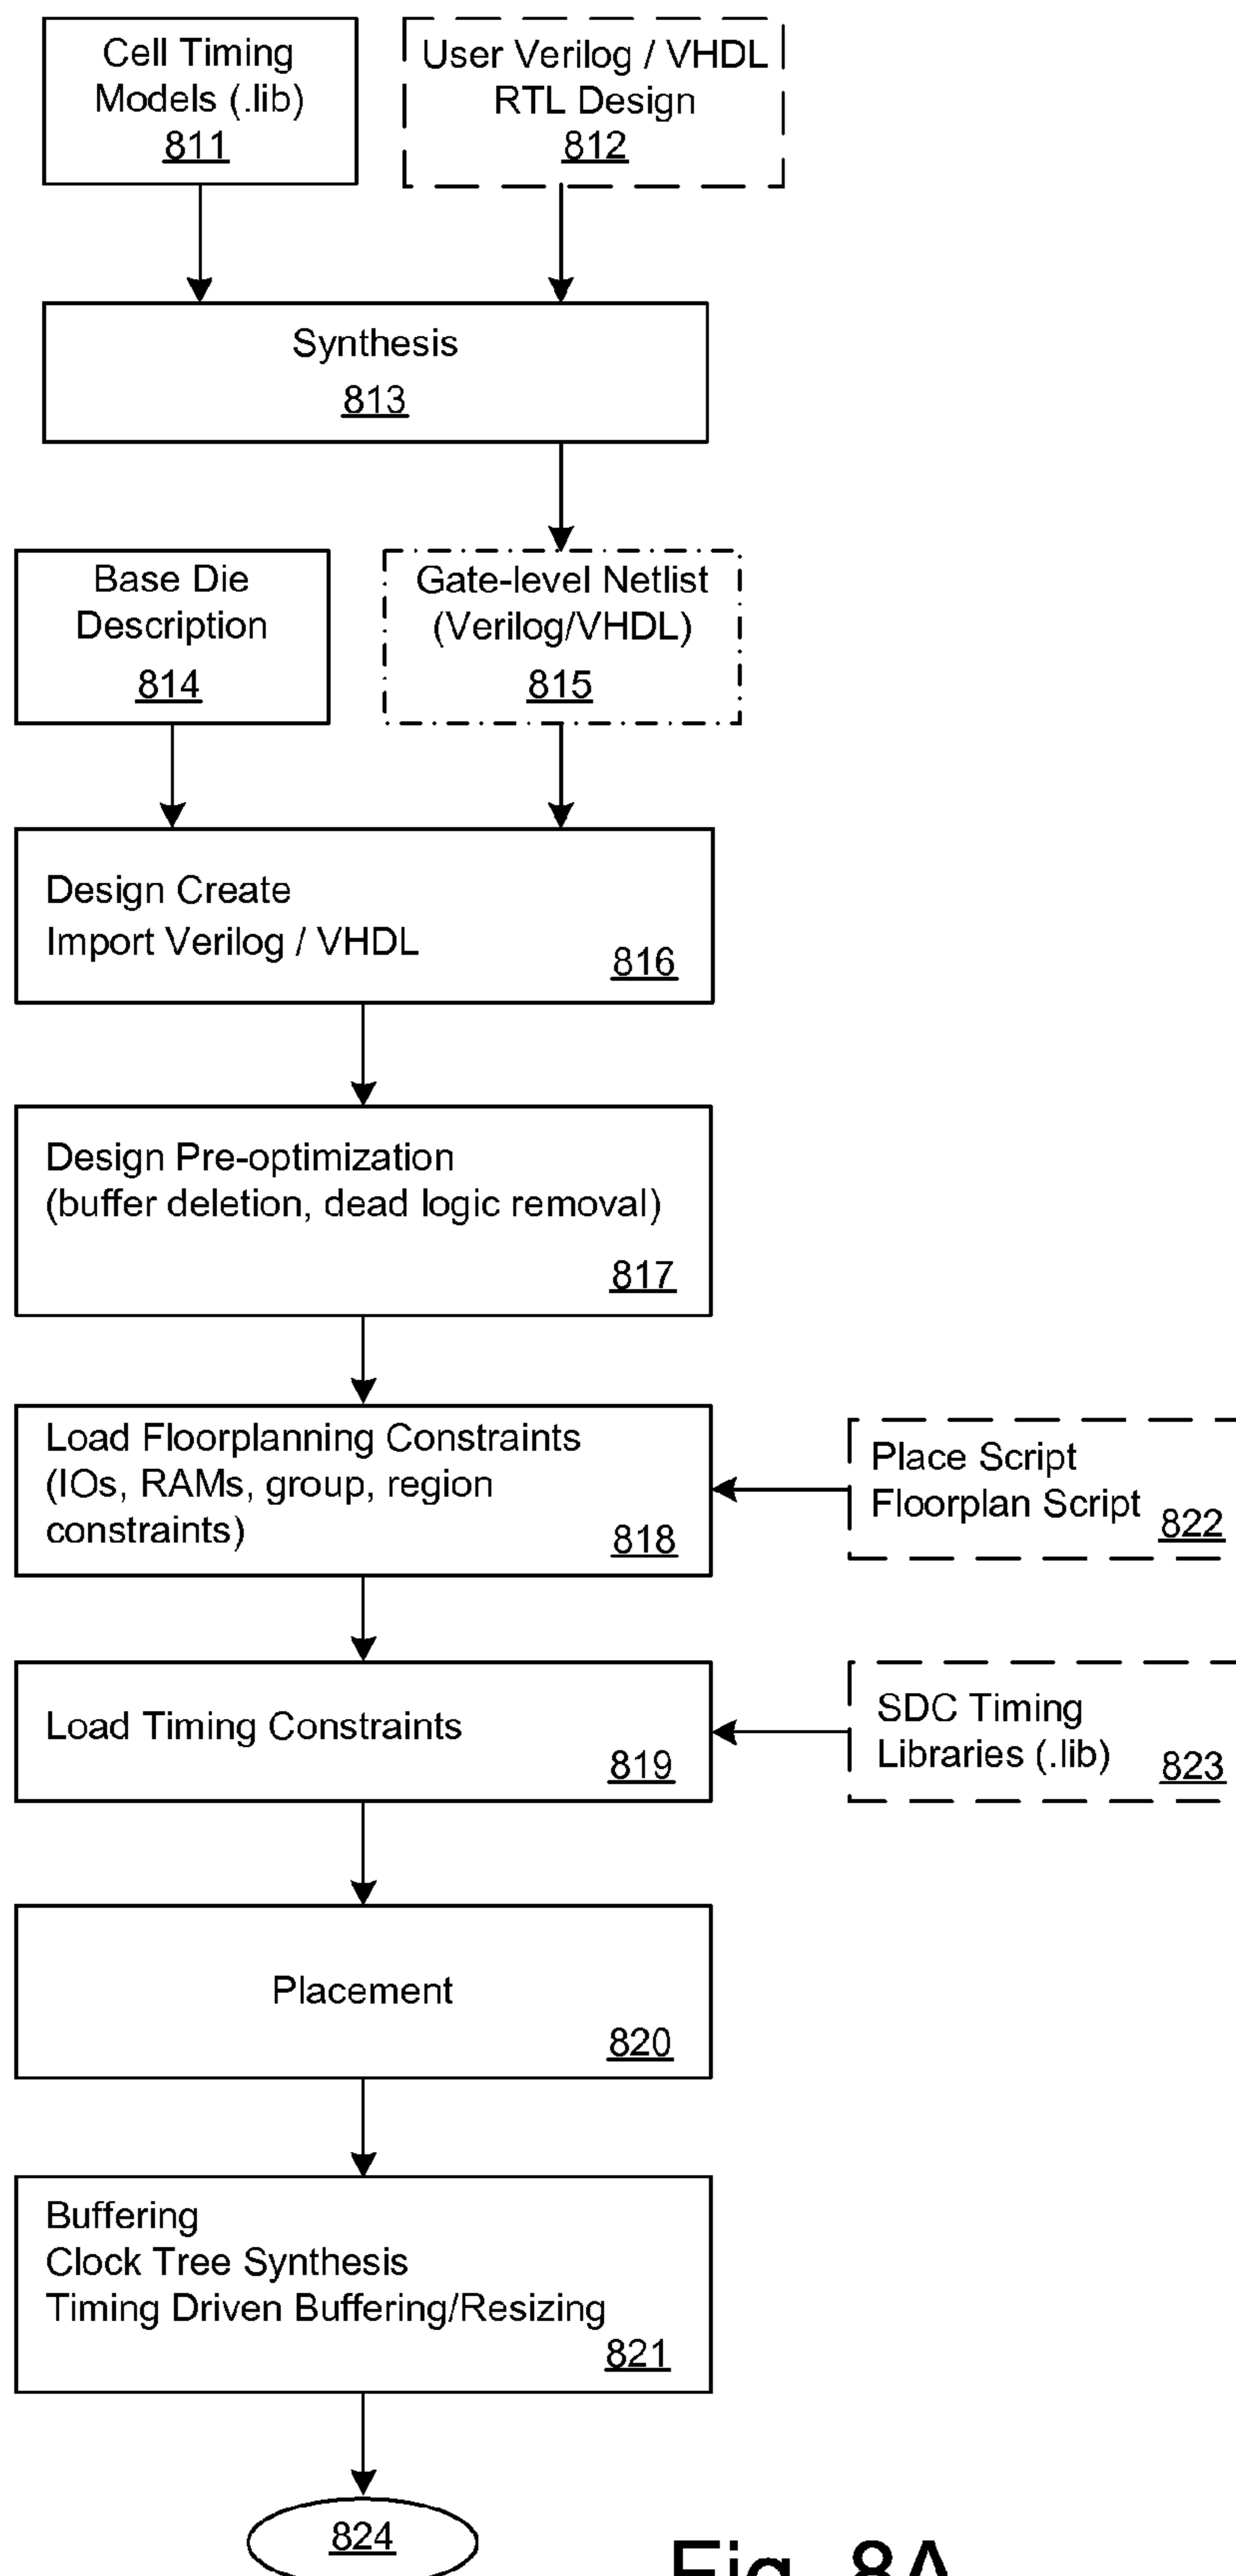 Cell Timing
Models (.lib)
811
User Verilog / VHDL
RTL Design
812
Synthesis
813
Base Die
Description
814
Gate-level Netlist
(Verilog/VHDL)
815
Design Create
Import Verilog / VHDL
816
Design Pre-optimization
(buffer deletion, dead logic removal)
817
Load Floorplanning Constraints
(IOs, RAMs, group, region
constraints)
818
Place Script
Floorplan Script
822
Load Timing Constraints
819
SDC Timing
Libraries (.lib)
823
Placement
820
Buffering
Clock Tree Synthesis
Timing Driven Buffering/Resizing
821
824
Fig. 8A